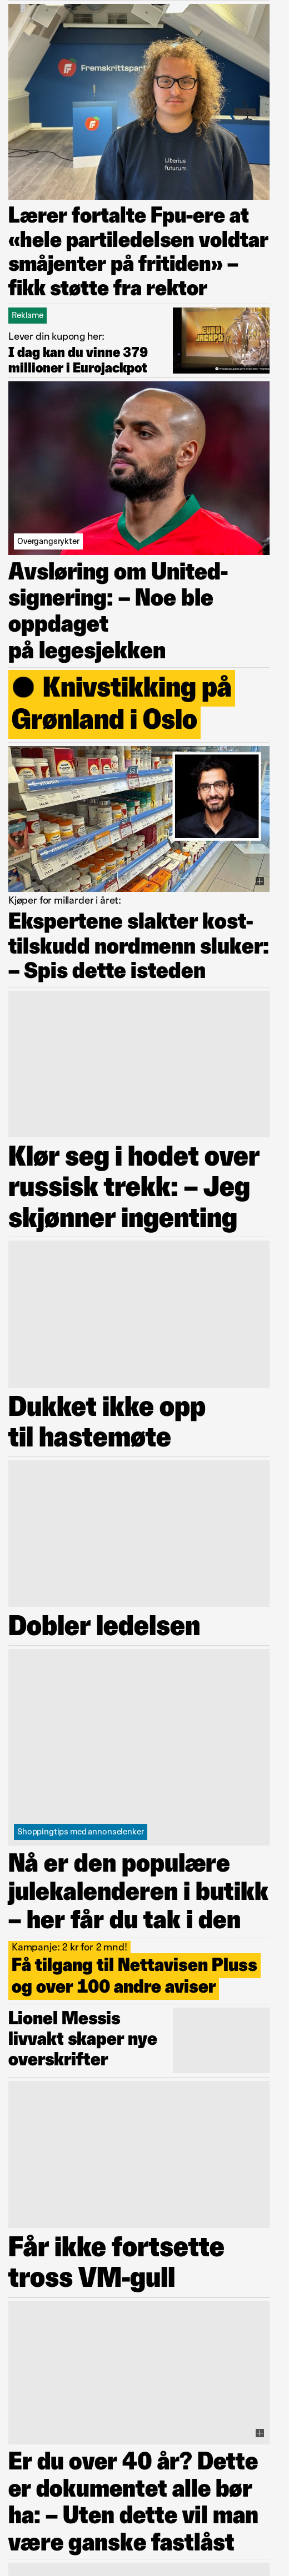 Fremskrittspart
Liberius
futurum
Lærer fortalte Fpu-ere at
«hele partiledelsen voldtar
småjenter på fritiden» –
fikk støtte fra rektor
Reklame
Lever din kupong her:
I dag kan du vinne 379
millioner i Eurojackpot
EURO
JACKPO
Overgangsrykter
Avsløring om United-
signering: – Noe ble
oppdaget
på legesjekken
Knivstikking på
Grønland i Oslo
Kjøper for millarder i året:
Ekspertene slakter kost-
tilskudd nordmenn sluker:
– Spis dette isteden
Klør seg i hodet over
russisk trekk: – Jeg
skjønner ingenting
Dukket ikke opp
til hastemøte
Dobler ledelsen
Shoppingtips med annonselenker
Nå er den populære
julekalenderen i butikk
– her får du tak i den
Kampanje: 2 kr for 2 mnd!
Få tilgang til Nettavisen Pluss
og over 100 andre aviser
Lionel Messis
livvakt skaper nye
overskrifter
Får ikke fortsette
tross VM-gull
Er du over 40 år? Dette
er dokumentet alle bør
ha: – Uten dette vil man
være ganske fastlåst